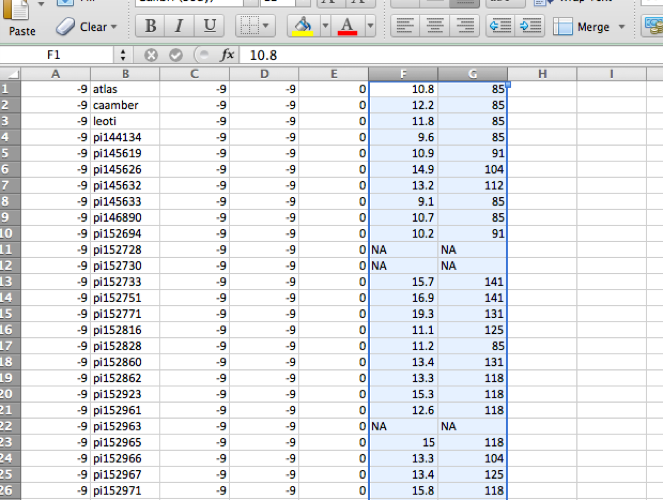 Paste
Clear
B I U
A
Merge
F1 fx 10.8
A B C D E F G H I
1 -9 atlas -9 -9 0 10.8 85
2 -9 caamber -9 -9 0 12.2 85
3 -9 leoti -9 -9 0 11.8 85
4 -9 pi144134 -9 -9 0 9.6 85
5 -9 pi145619 -9 -9 0 10.9 91
6 -9 pi145626 -9 -9 0 14.9 104
7 -9 pi145632 -9 -9 0 13.2 112
8 -9 pi145633 -9 -9 0 9.1 85
9 -9 pi146890 -9 -9 0 10.7 85
10 -9 pi152694 -9 -9 0 10.2 91
11 -9 pi152728 -9 -9 0 NA NA
12 -9 pi152730 -9 -9 0 NA NA
13 -9 pi152733 -9 -9 0 15.7 141
14 -9 pi152751 -9 -9 0 16.9 141
15 -9 pi152771 -9 -9 0 19.3 131
16 -9 pi152816 -9 -9 0 11.1 125
17 -9 pi152828 -9 -9 0 11.2 85
18 -9 pi152860 -9 -9 0 13.4 131
19 -9 pi152862 -9 -9 0 13.3 118
20 -9 pi152923 -9 -9 0 15.3 118
21 -9 pi152961 -9 -9 0 12.6 118
22 -9 pi152963 -9 -9 0 NA NA
23 -9 pi152965 -9 -9 0 15 118
24 -9 pi152966 -9 -9 0 13.3 104
25 -9 pi152967 -9 -9 0 13.4 125
26 -9 pi152971 -9 -9 0 15.8 118